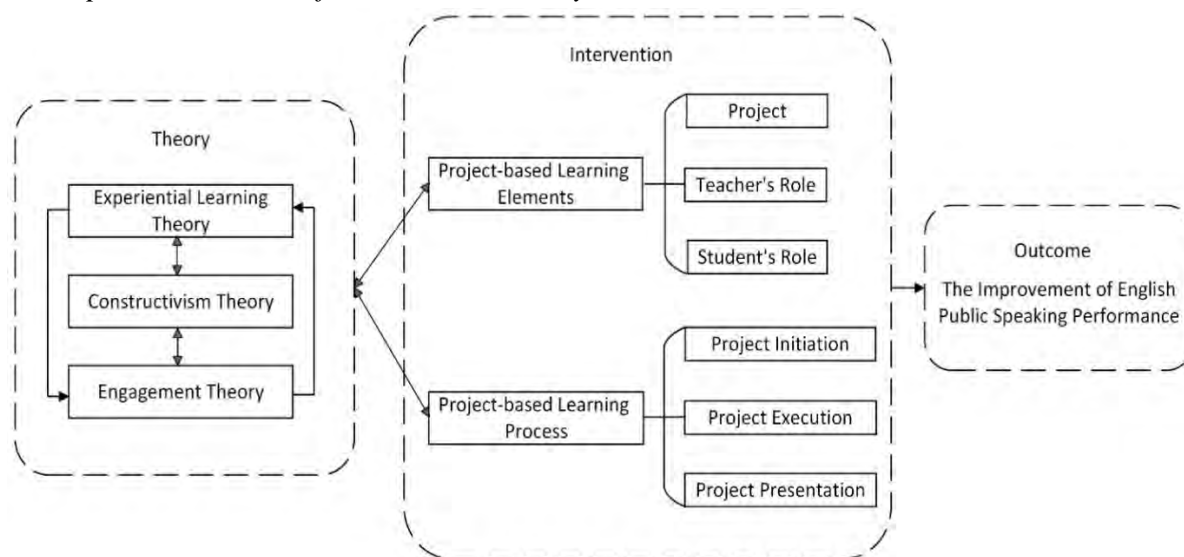 Theory
Experiential Learning
Theory
Constructivism Theory
Engagement Theory
Intervention
Project-based Learning
Elements
Project
Teacher's Role
Student's Role
Project-based Learning
Process
Project Initiation
Project Execution
Project Presentation
Outcome
The Improvement of English
Public Speaking Performance